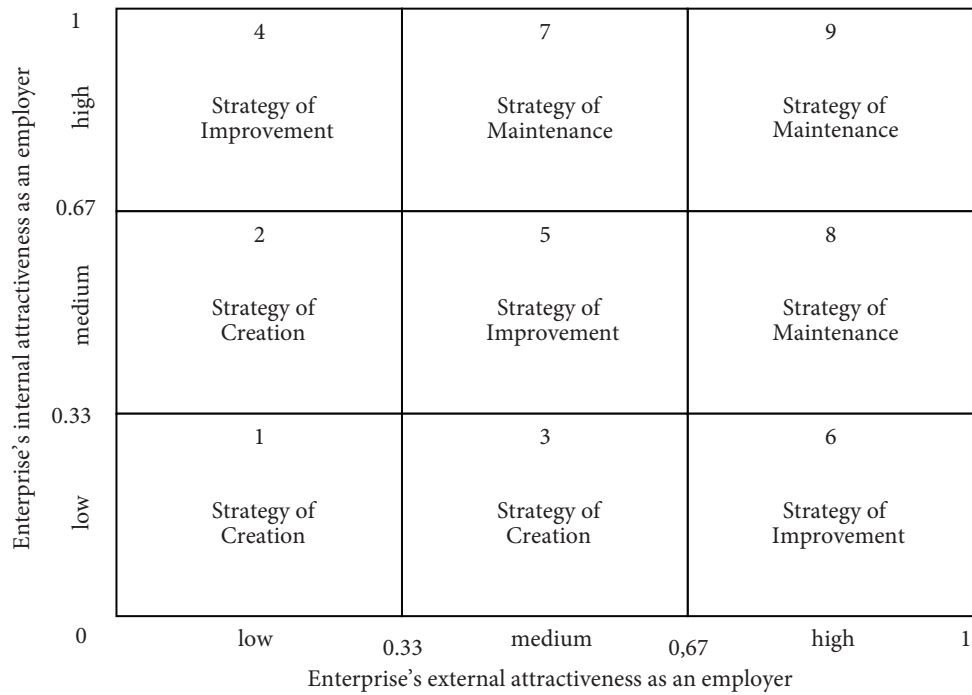 1
4
7
9
high
Strategy of
Improvement
Strategy of
Maintenance
Strategy of
Maintenance
0.67
2
5
8
Enterprise's internal attractiveness as an employer
medium
Strategy of
Creation
Strategy of
Improvement
Strategy of
Maintenance
0.33
1
3
6
low
Strategy of
Creation
Strategy of
Creation
Strategy of
Improvement
0
low
0.33
medium
0,67
high
1
Enterprise's external attractiveness as an employer